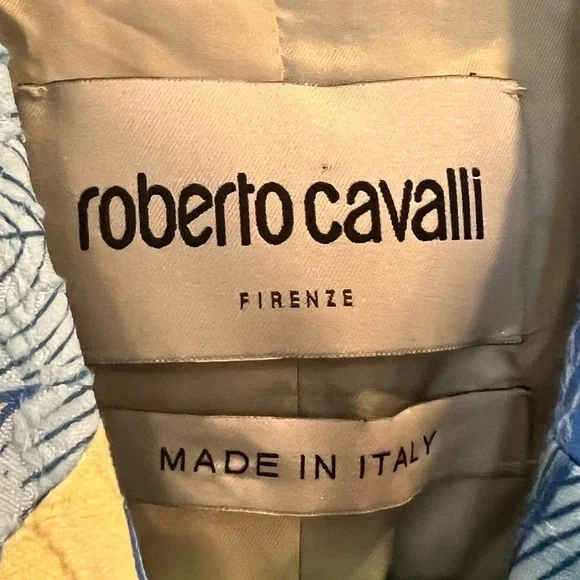 roberto cavalli
FIRENZE
MADE IN ITALY